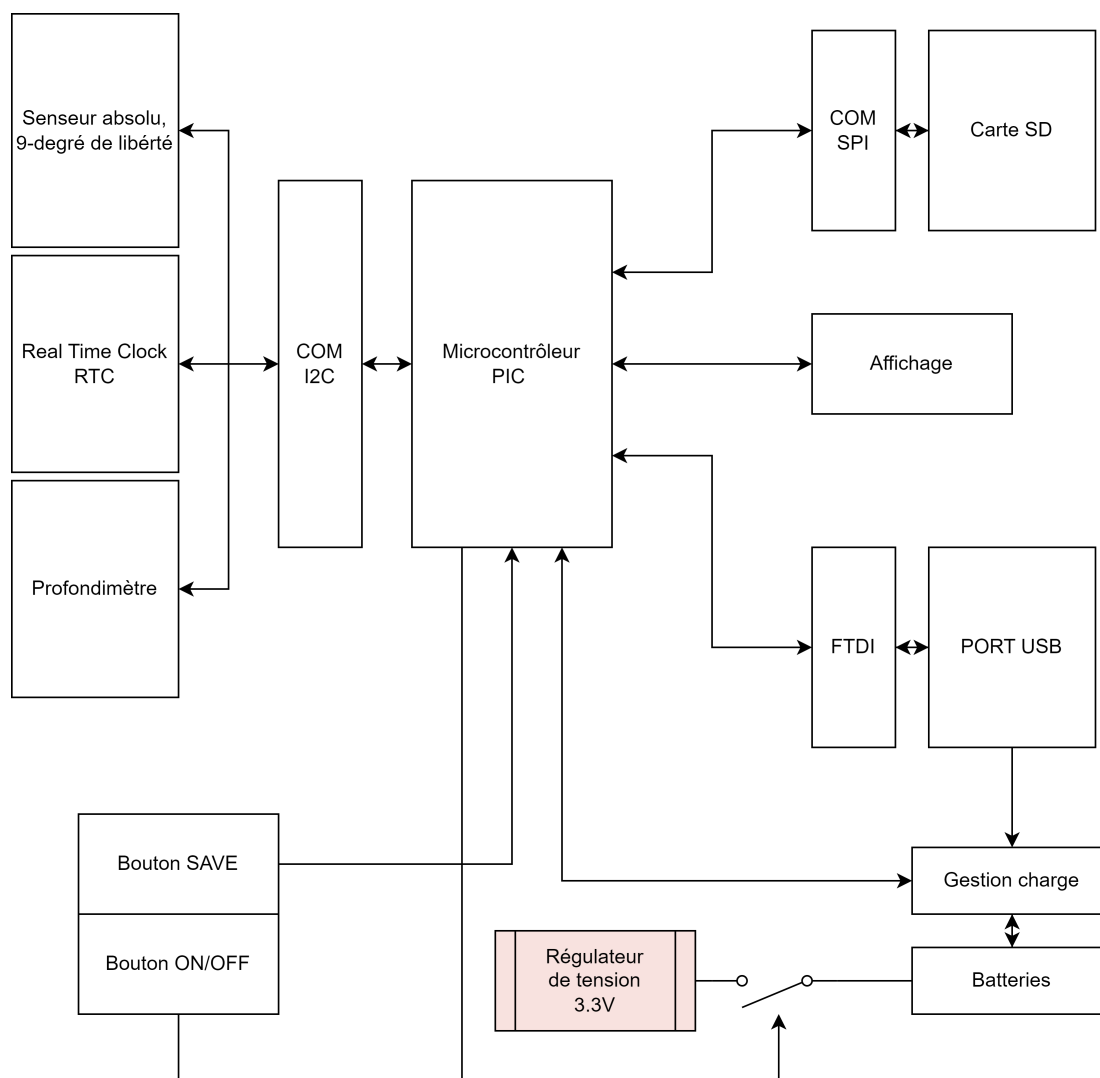 Senseur absolu,
9-degré de libérté
Real Time Clock
RTC
Profondimètre
COM
I2C
Microcontrôleur
PIC
COM
SPI
Carte SD
Affichage
FTDI
PORT USB
Bouton SAVE
Bouton ON/OFF
Gestion charge
Batteries
Régulateur
de tension
3.3V